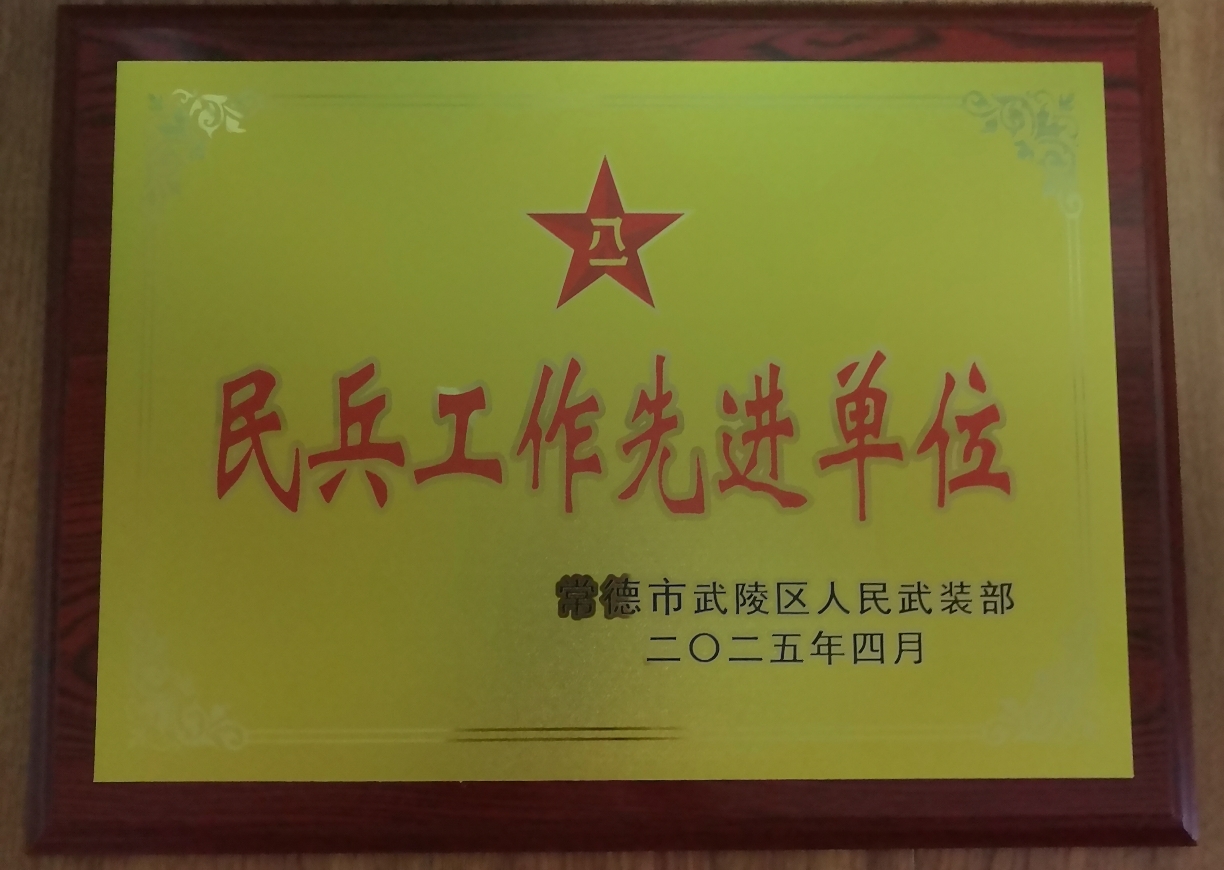 八一
民兵工作先进单位
常德市武陵区人民武装部
二〇二五年四月